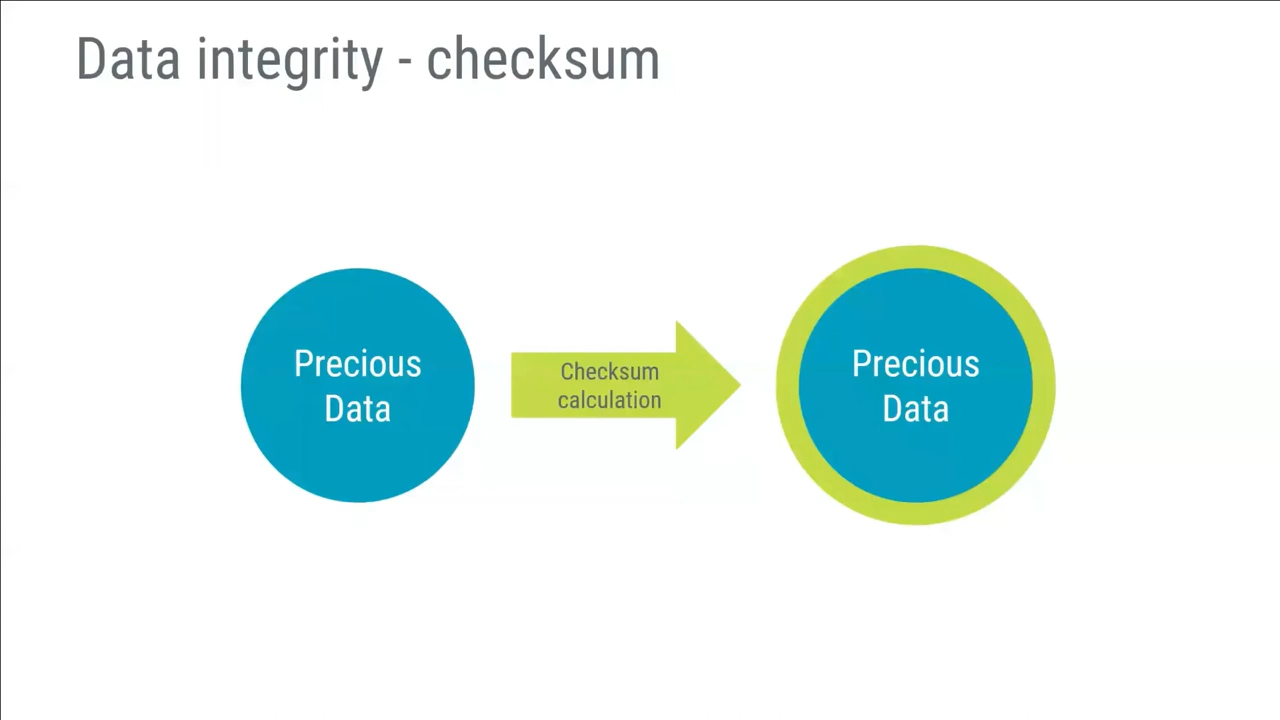 Data integrity - checksum
Precious
Data
Checksum
calculation
Precious
Data